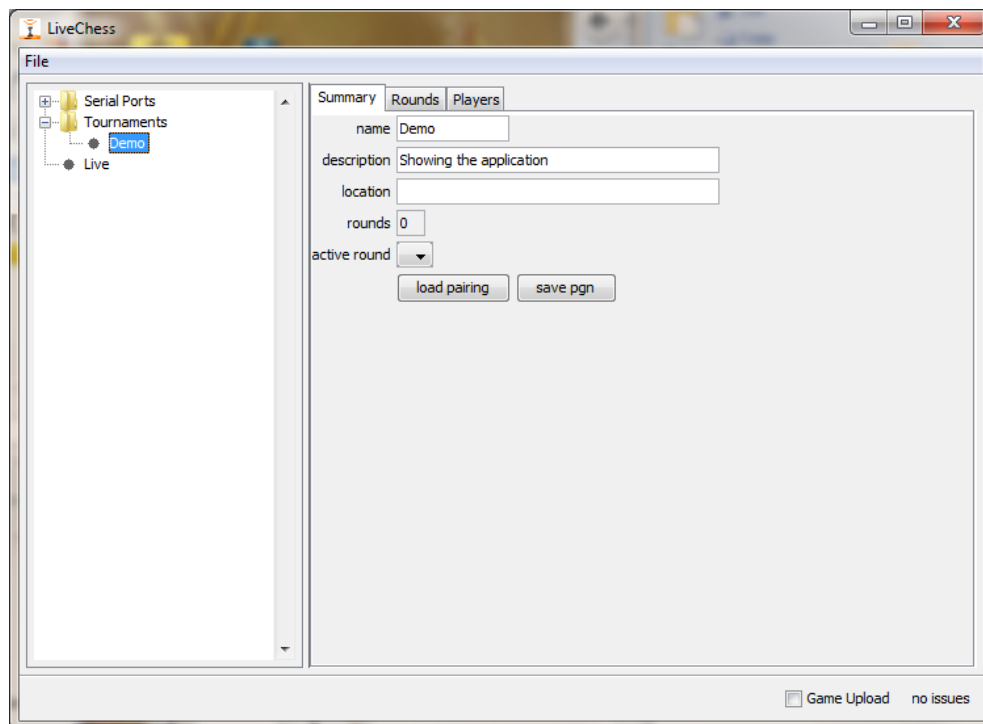 LiveChess
File
Serial Ports
Tournaments
Demo
Live
Summary Rounds Players
name Demo
description Showing the application
location
rounds 0
active round
load pairing save pgn
Game Upload no issues